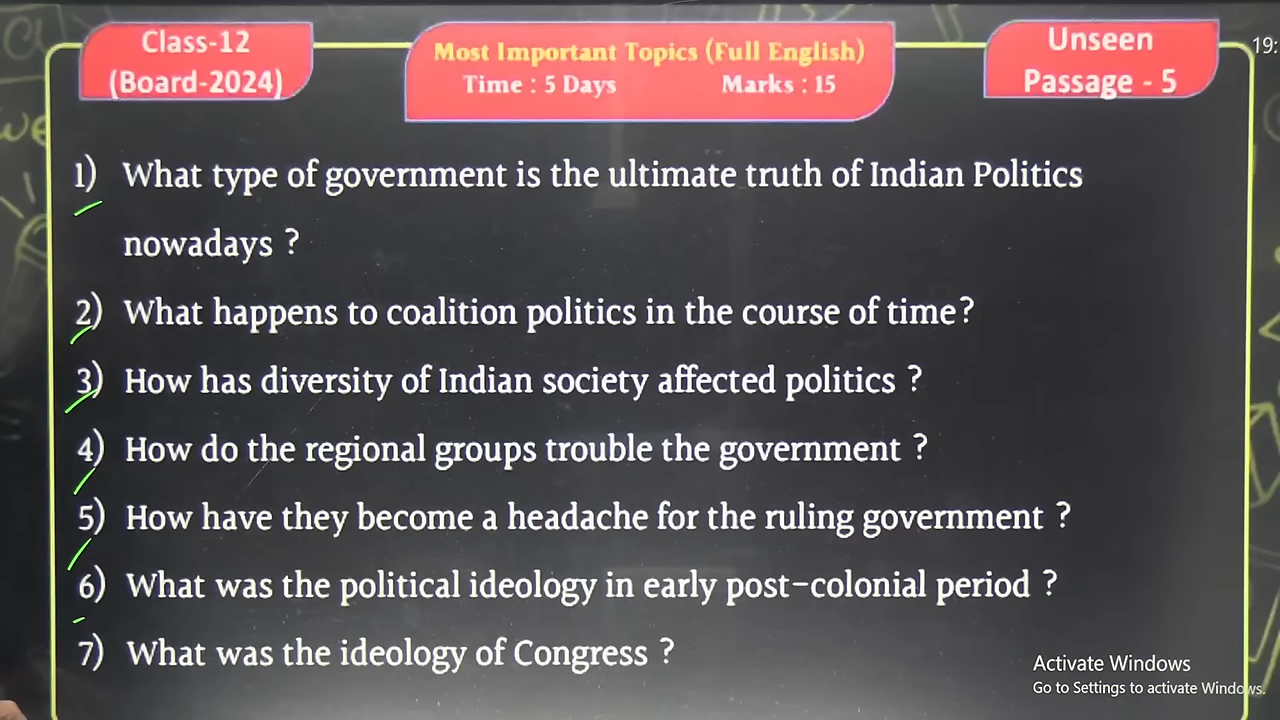 Class-12
(Board-2024)
Most Important Topics (Full English)
Time : 5 Days Marks : 15
Unseen
Passage - 5
19:
1) What type of government is the ultimate truth of Indian Politics
nowadays ?
2) What happens to coalition politics in the course of time?
3) How has diversity of Indian society affected politics ?
4) How do the regional groups trouble the government ?
5) How have they become a headache for the ruling government ?
6) What was the political ideology in early post-colonial period ?
7) What was the ideology of Congress ?
Activate Windows
Go to Settings to activate Windows.